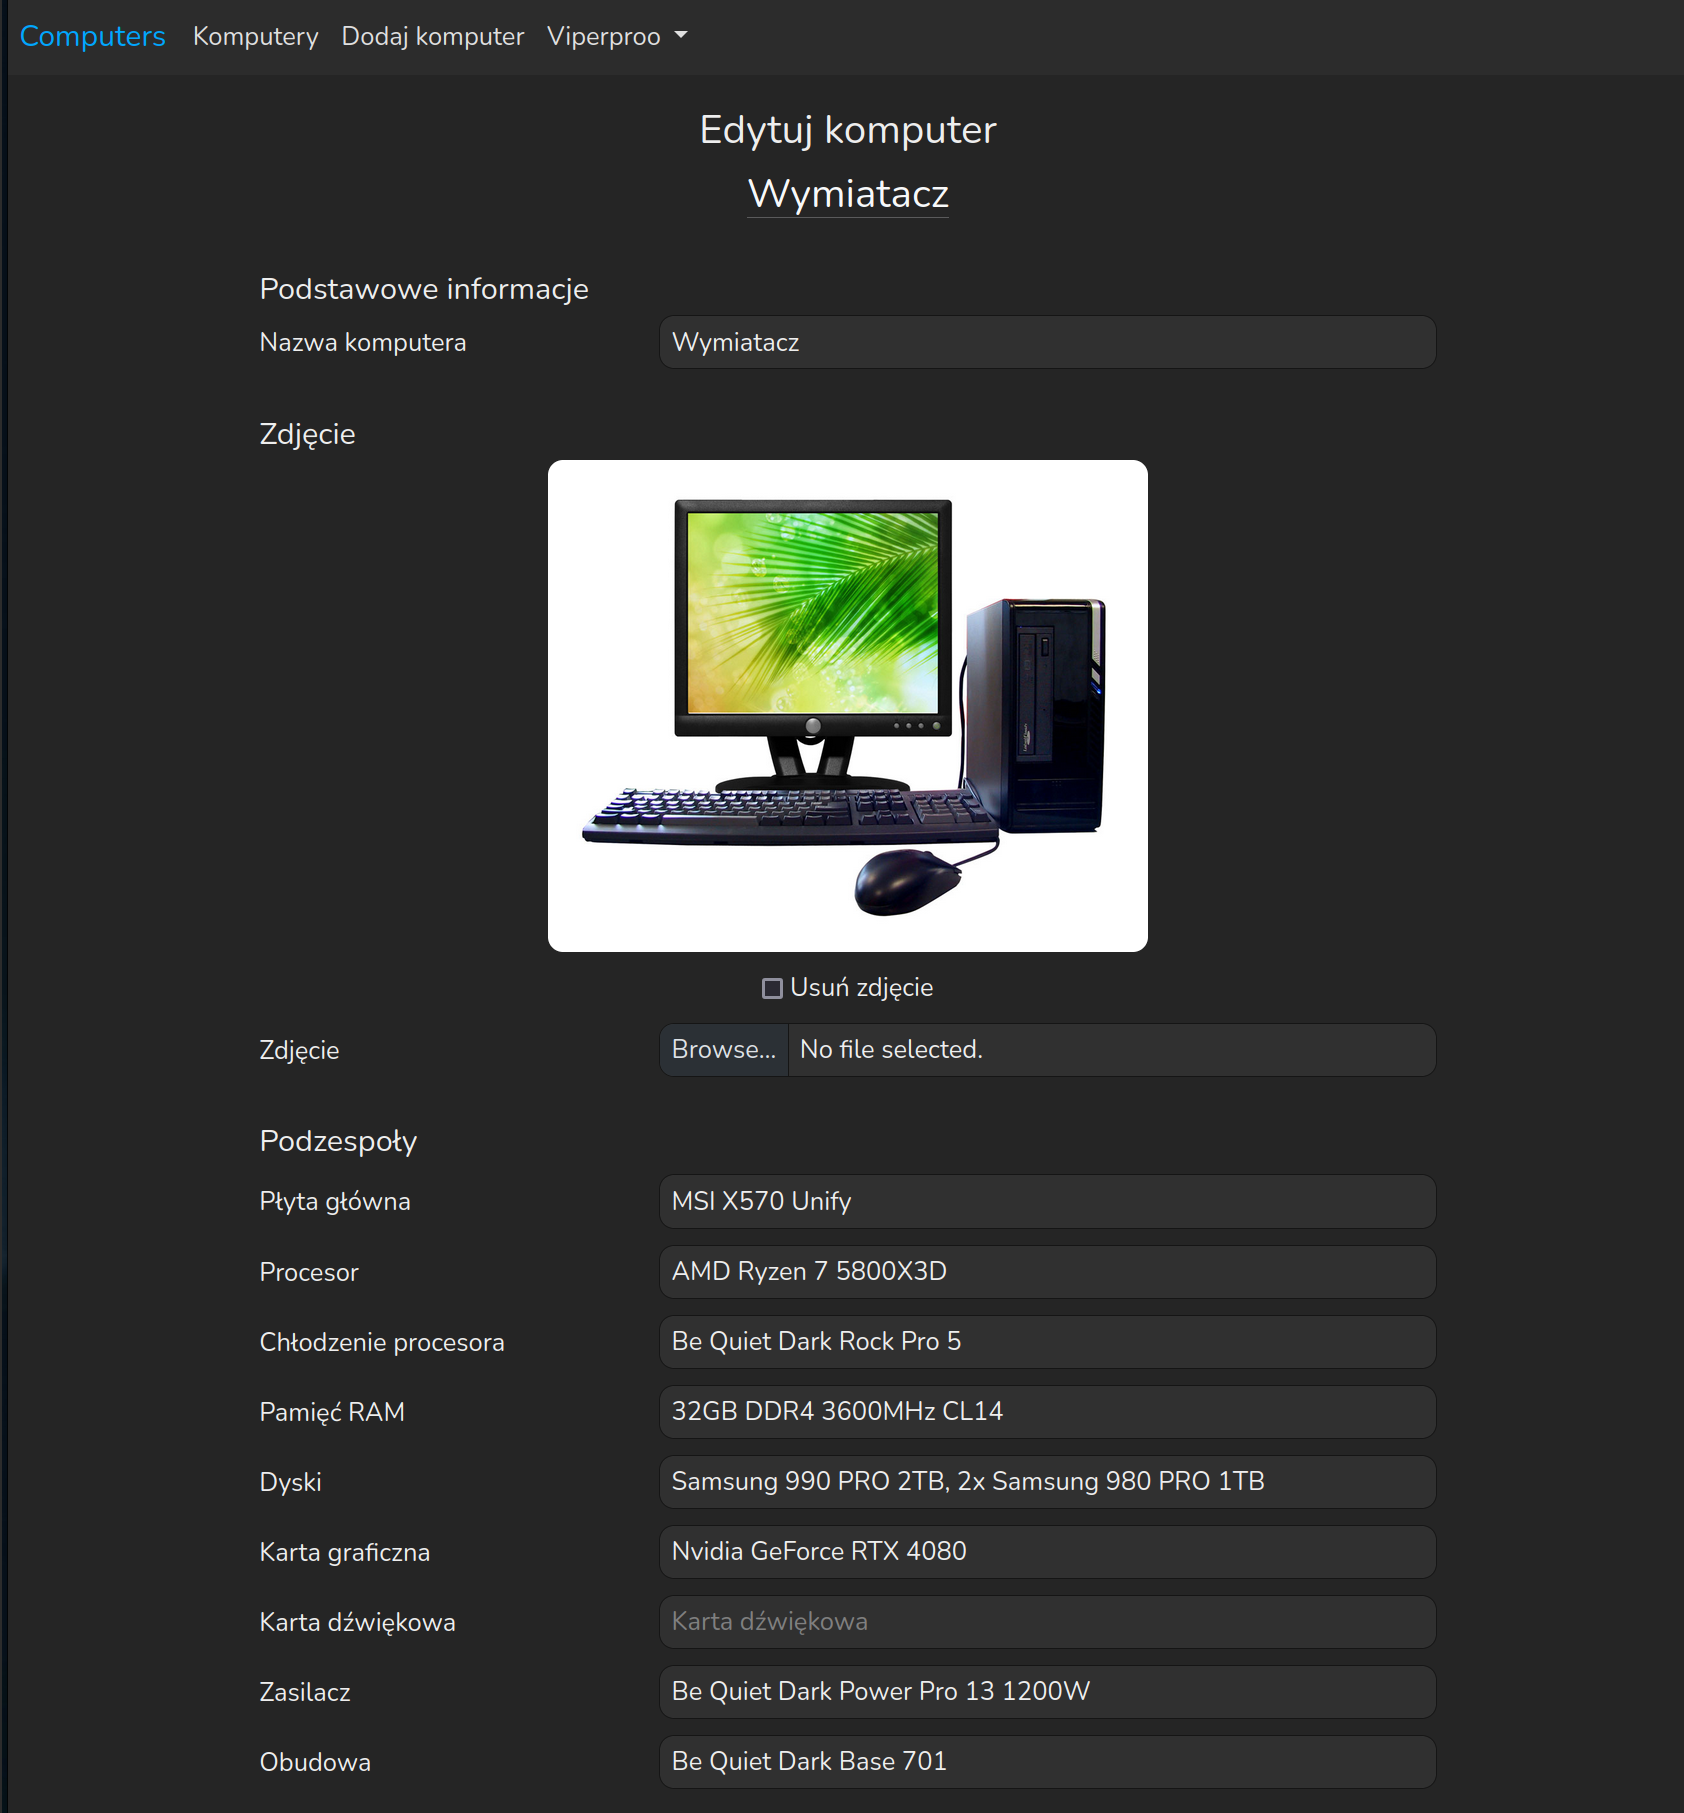 Computers Komputery Dodaj komputer Viperproo
Edytuj komputer
Wymiatacz
Podstawowe informacje
Nazwa komputera Wymiatacz
Zdjęcie
Usuń zdjęcie
Zdjęcie Browse... No file selected.
Podzespoły
Płyta główna MSI X570 Unify
Procesor AMD Ryzen 7 5800X3D
Chłodzenie procesora Be Quiet Dark Rock Pro 5
Pamięć RAM 32GB DDR4 3600MHz CL14
Dyski Samsung 990 PRO 2TB, 2x Samsung 980 PRO 1TB
Karta graficzna Nvidia GeForce RTX 4080
Karta dźwiękowa Karta dźwiękowa
Zasilacz Be Quiet Dark Power Pro 13 1200W
Obudowa Be Quiet Dark Base 701